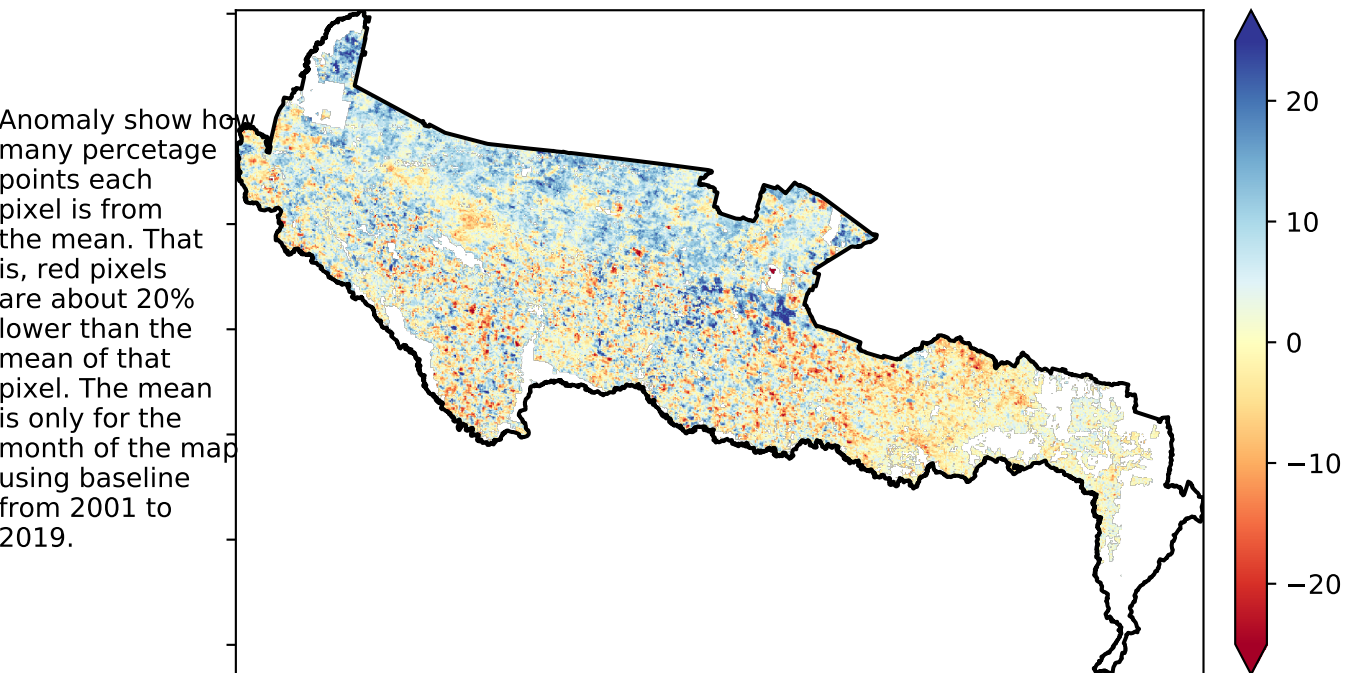 Anomaly show how
many percetage
points each
pixel is from
the mean. That
is, red pixels
are about 20%
lower than the
mean of that
pixel. The mean
is only for the
month of the map
using baseline
from 2001 to
2019.
20
10
0
−10
−20